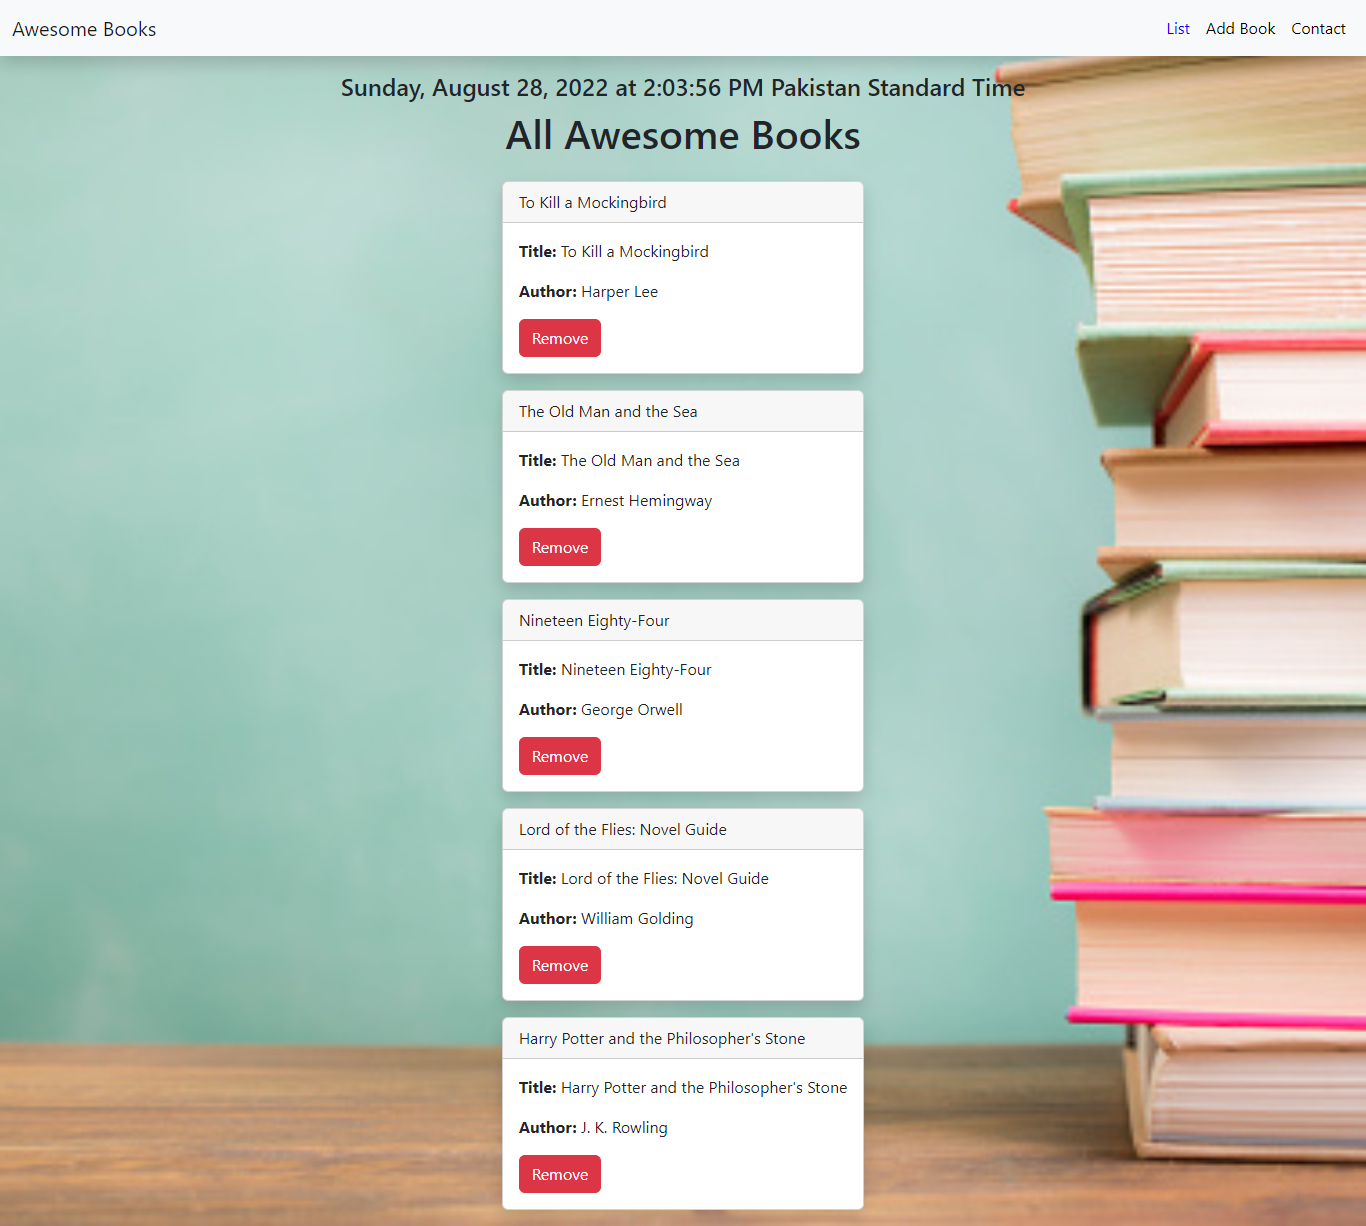 Awesome Books
List Add Book Contact
Sunday, August 28, 2022 at 2:03:56 PM Pakistan Standard Time
All Awesome Books
To Kill a Mockingbird
Title: To Kill a Mockingbird
Author: Harper Lee
Remove
The Old Man and the Sea
Title: The Old Man and the Sea
Author: Ernest Hemingway
Remove
Nineteen Eighty-Four
Title: Nineteen Eighty-Four
Author: George Orwell
Remove
Lord of the Flies: Novel Guide
Title: Lord of the Flies: Novel Guide
Author: William Golding
Remove
Harry Potter and the Philosopher's Stone
Title: Harry Potter and the Philosopher's Stone
Author: J. K. Rowling
Remove